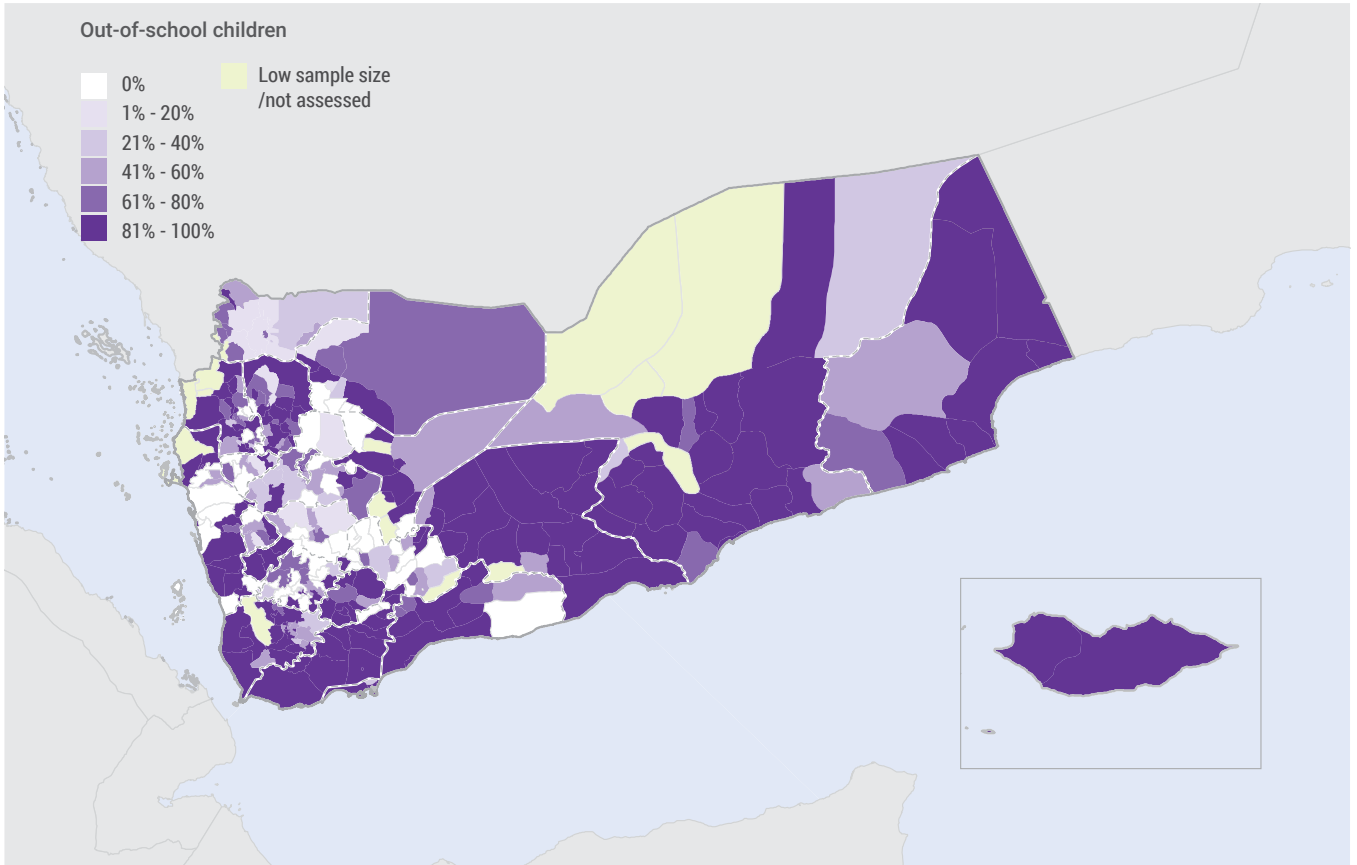 Out-of-school children
0%
1% - 20%
21% - 40%
41% - 60%
61% - 80%
81% - 100%
Low sample size
/not assessed